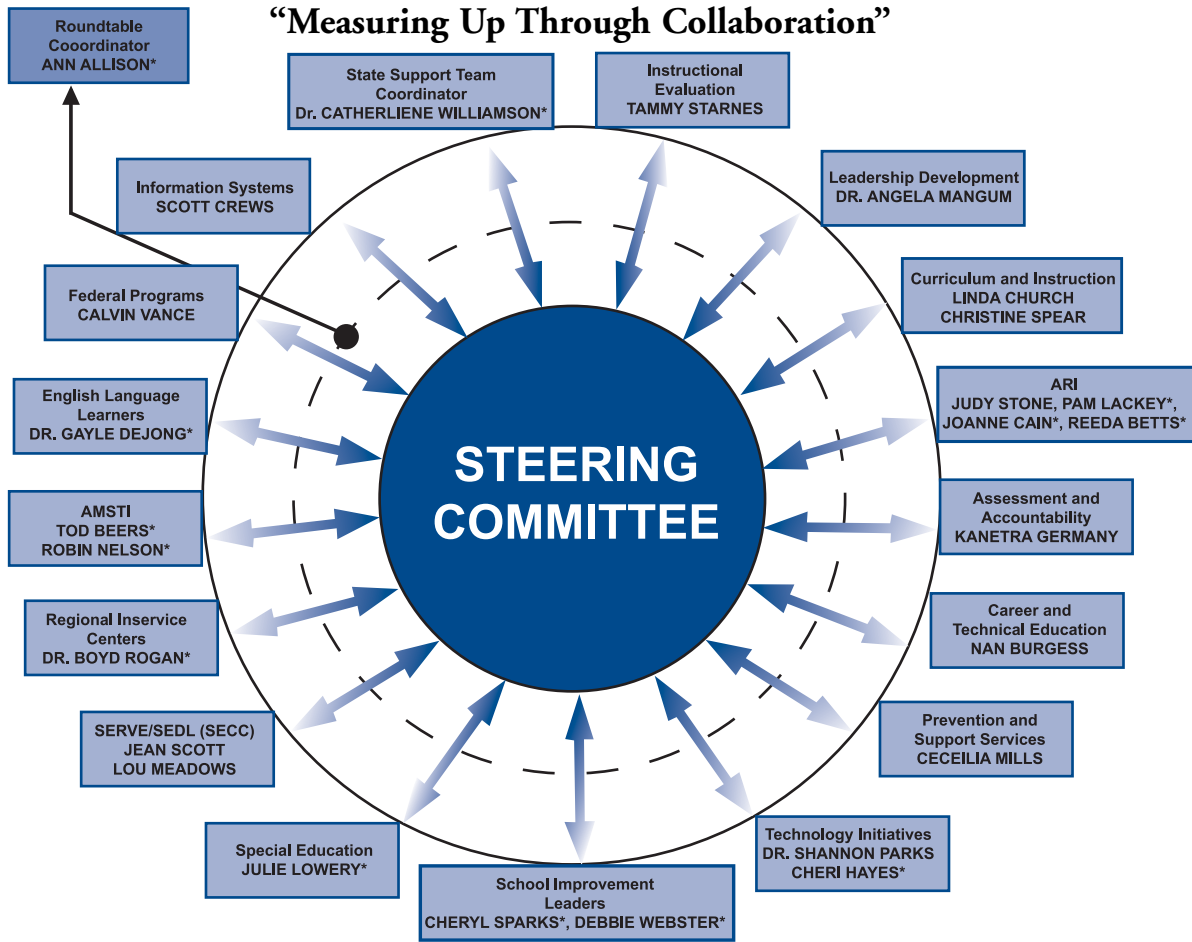 “Measuring Up Through Collaboration”
Roundtable
Cooordinator
ANN ALLISON*
State Support Team
Coordinator
Dr. CATHERLIENE WILLIAMSON*
Instructional
Evaluation
TAMMY STARNES
Information Systems
SCOTT CREWS
Leadership Development
DR. ANGELA MANGUM
Federal Programs
CALVIN VANCE
Curriculum and Instruction
LINDA CHURCH
CHRISTINE SPEAR
English Language
Learners
DR. GAYLE DEJONG*
ARI
JUDY STONE, PAM LACKEY*,
JOANNE CAIN*, REEDA BETTS*
STEERING
COMMITTEE
AMSTI
TOD BEERS*
ROBIN NELSON*
Assessment and
Accountability
KANETRA GERMANY
Regional Inservice
Centers
DR. BOYD ROGAN*
Career and
Technical Education
NAN BURGESS
SERVE/SEDL (SECC)
JEAN SCOTT
LOU MEADOWS
Prevention and
Support Services
CECEILIA MILLS
Special Education
JULIE LOWERY*
School Improvement
Leaders
CHERYL SPARKS*, DEBBIE WEBSTER*
Technology Initiatives
DR. SHANNON PARKS
CHERI HAYES*